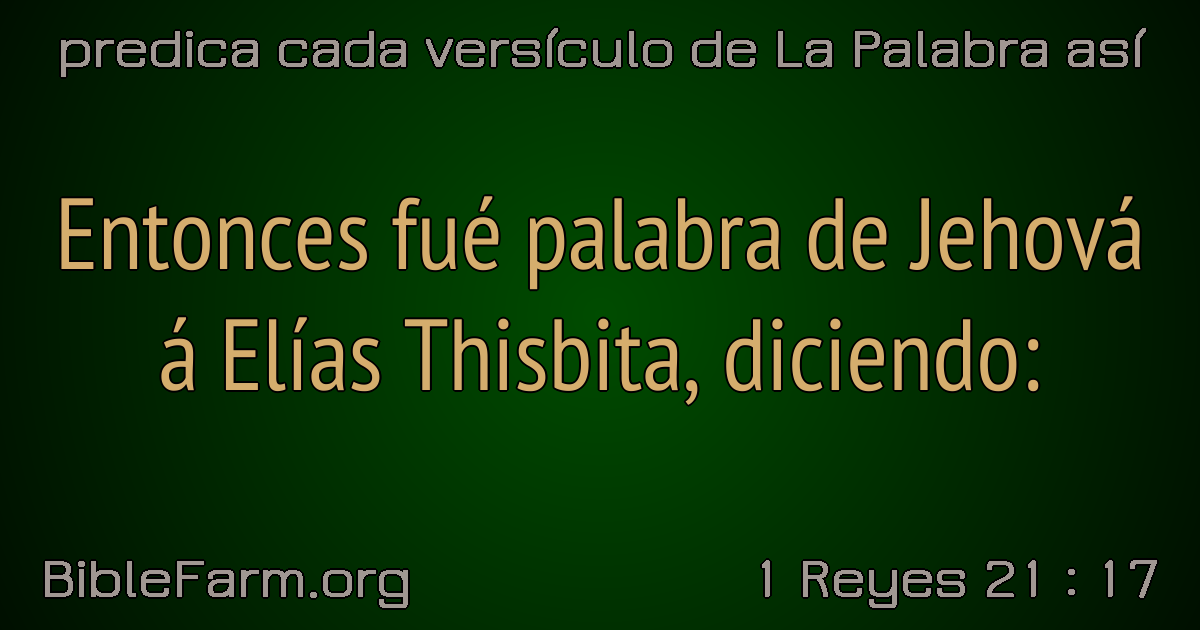 predica cada versículo de La Palabra así
Entonces fué palabra de Jehová
á Elías Thisbita, diciendo:
BibleFarm.org
1 Reyes 21 : 17